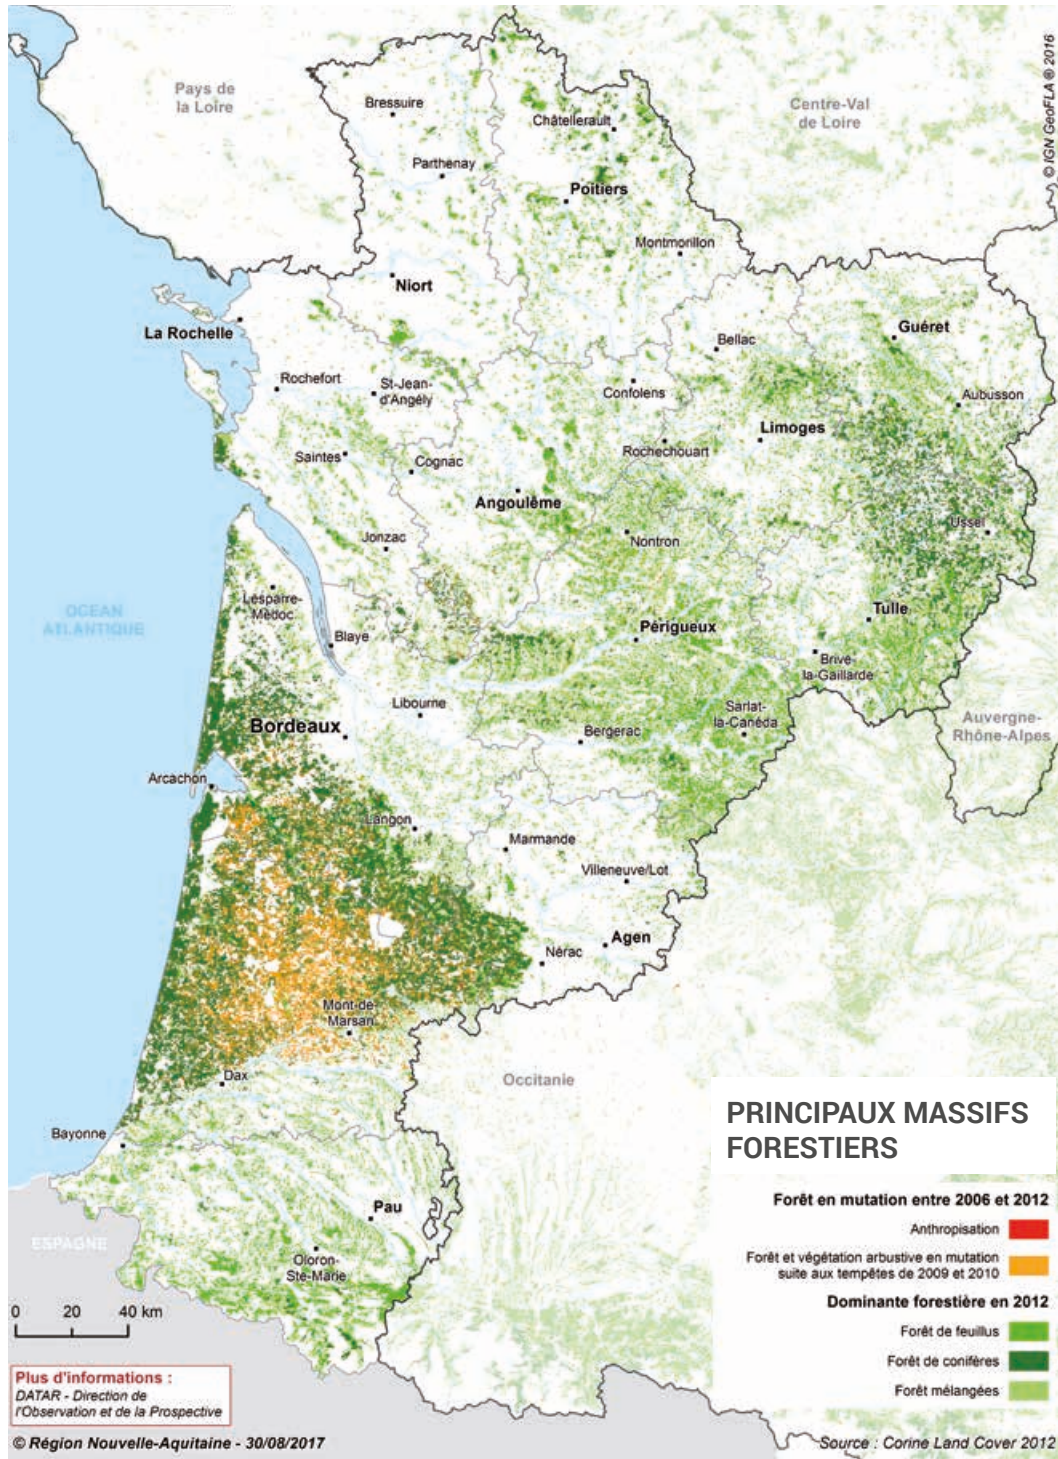 © IGN GeoFLA ® 2016
Pays de
la Loire
Centre-Val
de Loire
Bressuire
Châtellerault
Parthenay
Poitiers
Montmorillon
Niort
La Rochelle
Guéret
Bellac
Rochefort
St-Jean-
d'Angély
Confolens
Aubusson
Limoges
Saintes
Cognac
Rochechouart
Angoulême
Ussel
Jonzac
Nontron
Lesparre-
Médoc
OCEAN
ATLANTIQUE
Blaye
Périgueux
Tulle
Brive-
la-Gaillarde
Libourne
Sarlat-
la-Canéda
Bordeaux
Bergerac
Auvergne-
Rhône-Alpes
Arcachon
Langon
Marmande
Villeneuve/Lot
Agen
Nérac
Mont-de-
Marsan
Dax
Occitanie
Bayonne
Pau
ESPAGNE
Oloron-
Ste-Marie
PRINCIPAUX MASSIFS
FORESTIERS
Forêt en mutation entre 2006 et 2012
Anthropisation
Forêt et végétation arbustive en mutation
suite aux tempêtes de 2009 et 2010
Dominante forestière en 2012
Forêt de feuillus
Forêt de conifères
Forêt mélangées
0 20 40 km
Plus d'informations :
DATAR - Direction de
l'Observation et de la Prospective
© Région Nouvelle-Aquitaine - 30/08/2017
Source : Corine Land Cover 2012